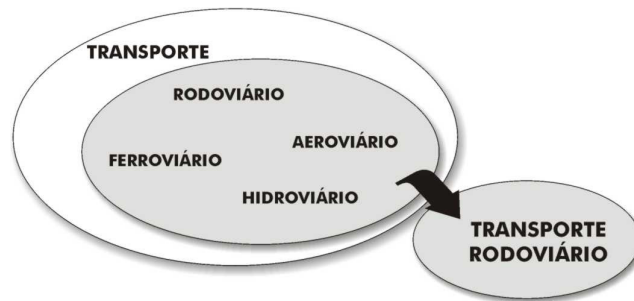 TRANSPORTE
RODOVIÁRIO
AEROVIÁRIO
FERROVIÁRIO
HIDROVIÁRIO
TRANSPORTE
RODOVIÁRIO